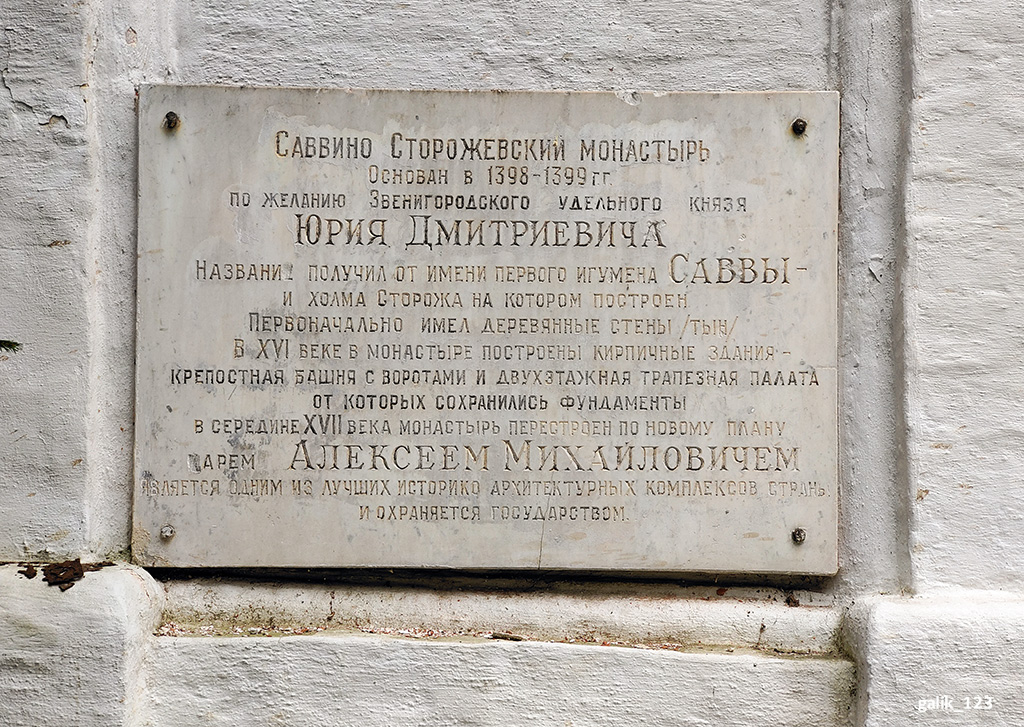 Саввино Сторожевский монастырь
Основан в 1398-1399 гг.
по желанию Звенигородского удельного князя
Юрия Дмитриевича
Название получил от имени первого игумена Саввы-
и холма Сторожа на котором построен
Первоначально имел деревянные стены /тын/
В XVI веке в монастыре построены кирпичные здания-
крепостная башня с воротами и двухэтажная трапезная палата
от которых сохранились фундаменты
в середине XVII века монастырь перестроен по новому плану
царем Алексеем Михайловичем
является одним из лучших историко архитектурных комплексов страны
и охраняется государством.
galik_123